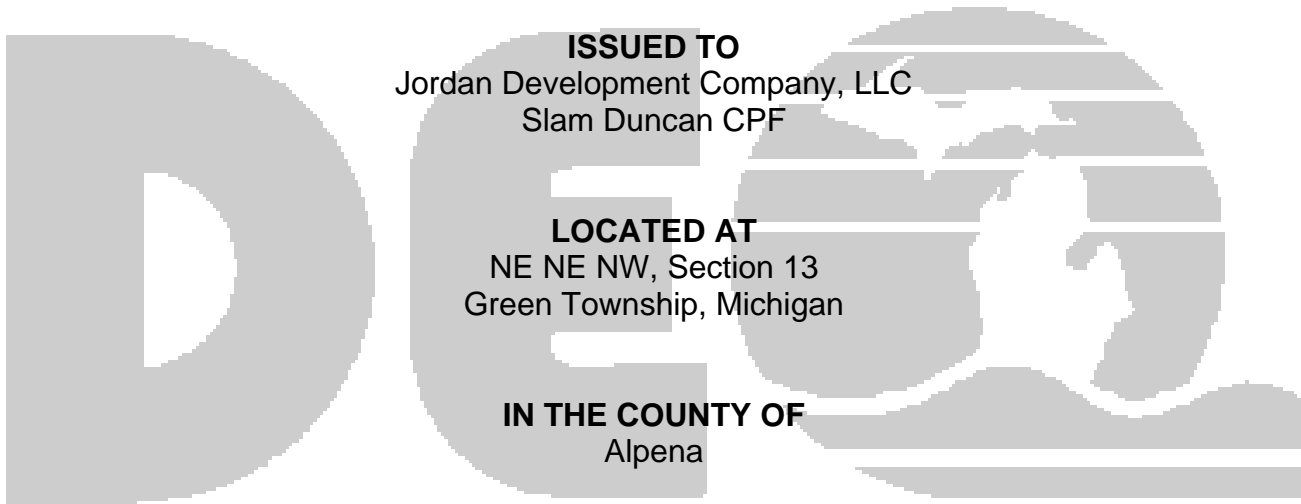 ISSUED TO
Jordan Development Company, LLC
Slam Duncan CPF
LOCATED AT
NE NE NW, Section 13
Green Township, Michigan
IN THE COUNTY OF
Alpena
DEQ